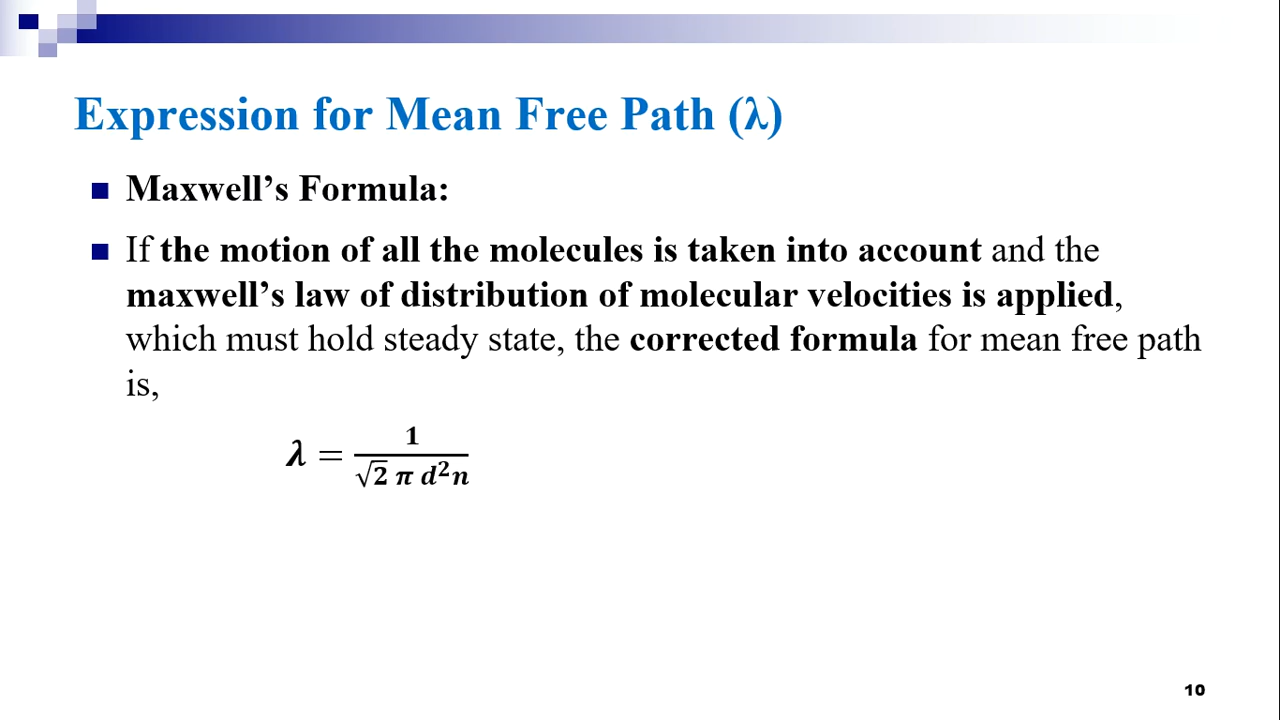 Expression for Mean Free Path (λ)
Maxwell’s Formula:
If the motion of all the molecules is taken into account and the
maxwell’s law of distribution of molecular velocities is applied,
which must hold steady state, the corrected formula for mean free path
is,
λ = 1 / (√2 π d²n)
10